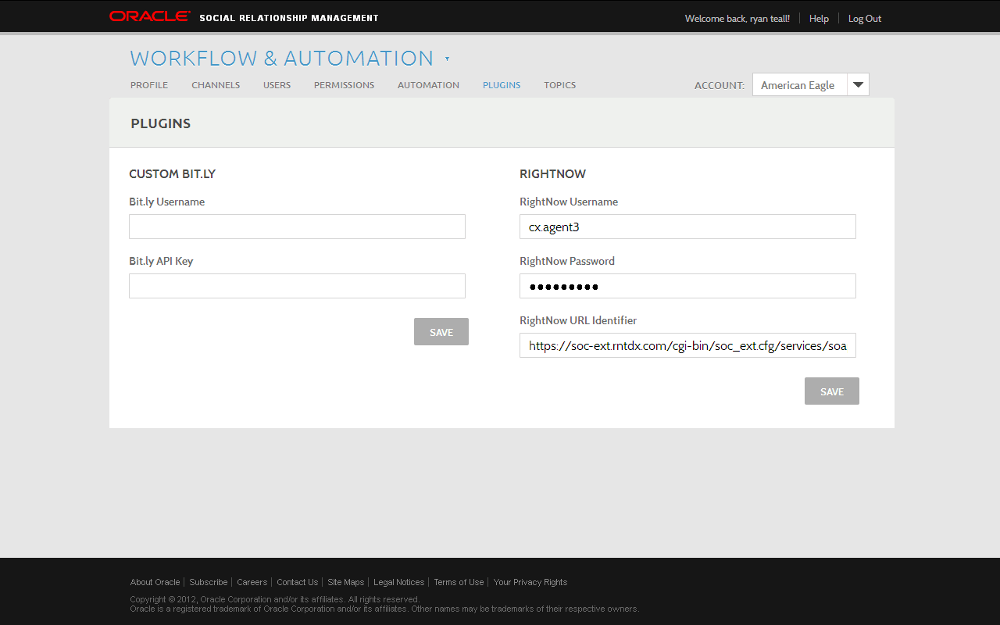 ORACLE SOCIAL RELATIONSHIP MANAGEMENT Welcome back, ryan teall! Help Log Out
WORKFLOW & AUTOMATION
PROFILE CHANNELS USERS PERMISSIONS AUTOMATION PLUGINS TOPICS ACCOUNT: American Eagle
PLUGINS
CUSTOM BIT.LY
Bit.ly Username
Bit.ly API Key
SAVE
RIGHTNOW
RightNow Username
cx.agent3
RightNow Password
•••••••••
RightNow URL Identifier
https://soc-ext.rntdx.com/cgi-bin/soc_ext.cfg/services/soa
SAVE
About Oracle | Subscribe | Careers | Contact Us | Site Maps | Legal Notices | Terms of Use | Your Privacy Rights
Copyright © 2012, Oracle Corporation and/or its affiliates. All rights reserved.
Oracle is a registered trademark of Oracle Corporation and/or its affiliates. Other names may be trademarks of their respective owners.